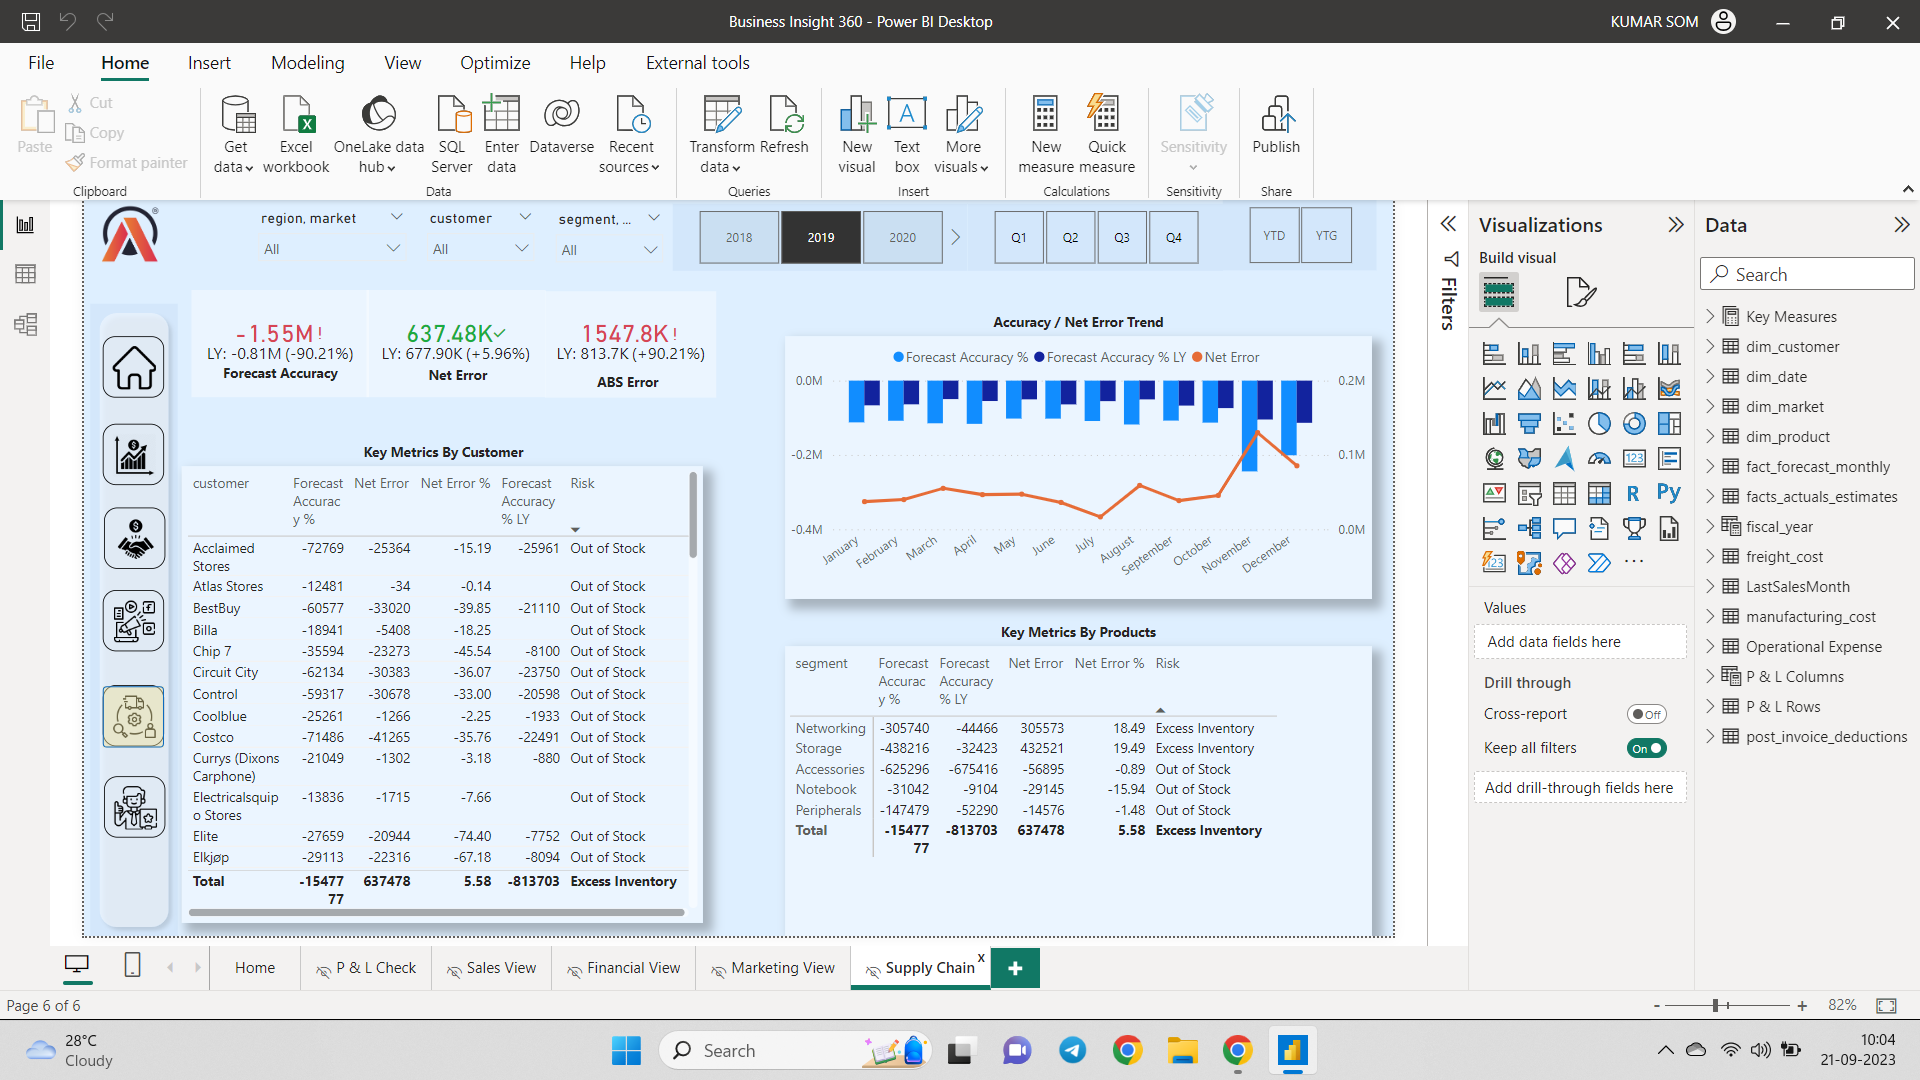 Business Insight 360 - Power BI Desktop
KUMAR SOM
File
Home
Insert
Modeling
View
Optimize
Help
External tools
Paste
Cut
Copy
Format painter
Clipboard
Get
data
Excel
workbook
OneLake data
hub
SQL
Server
Enter
data
Dataverse
Recent
sources
Data
Transform
data
Refresh
Queries
New
visual
Text
box
More
visuals
Insert
New
measure
Quick
measure
Calculations
Sensitivity
Sensitivity
Publish
Share
region, market
All
customer
All
segment, ...
All
2018
2019
2020
Q1
Q2
Q3
Q4
YTD
YTG
-1.55M!
LY: -0.81M (-90.21%)
Forecast Accuracy
637.48K✓
LY: 677.90K (+5.96%)
Net Error
1547.8K!
LY: 813.7K (+90.21%)
ABS Error
Key Metrics By Customer
customer Forecast Accurac y % Net Error Net Error % Forecast Accuracy % LY Risk
Acclaimed Stores -72769 -25364 -15.19 -25961 Out of Stock
Atlas Stores -12481 -34 -0.14 Out of Stock
BestBuy -60577 -33020 -39.85 -21110 Out of Stock
Billa -18941 -5408 -18.25 Out of Stock
Chip 7 -35594 -23273 -45.54 -8100 Out of Stock
Circuit City -62134 -30383 -36.07 -23750 Out of Stock
Control -59317 -30678 -33.00 -20598 Out of Stock
Coolblue -25261 -1266 -2.25 -1933 Out of Stock
Costco -71486 -41265 -35.76 -22491 Out of Stock
Currys (Dixons Carphone) -21049 -1302 -3.18 -880 Out of Stock
Electricalsquip o Stores -13836 -1715 -7.66 Out of Stock
Elite -27659 -20944 -74.40 -7752 Out of Stock
Elkjøp -29113 -22316 -67.18 -8094 Out of Stock
Total -15477 77 637478 5.58 -813703 Excess Inventory
Accuracy / Net Error Trend
Forecast Accuracy % Forecast Accuracy % LY Net Error
0.0M
-0.2M
-0.4M
0.2M
0.1M
0.0M
January
February
March
April
May
June
July
August
September
October
November
December
Key Metrics By Products
segment Forecast Accurac y % Forecast Accuracy % LY Net Error Net Error % Risk
Networking -305740 -44466 305573 18.49 Excess Inventory
Storage -438216 -32423 432521 19.49 Excess Inventory
Accessories -625296 -675416 -56895 -0.89 Out of Stock
Notebook -31042 -9104 -29145 -15.94 Out of Stock
Peripherals -147479 -52290 -14576 -1.48 Out of Stock
Total -15477 77 -813703 637478 5.58 Excess Inventory
Filters
Visualizations
Build visual
123
R
Py
123
Values
Add data fields here
Drill through
Cross-report
Off
Keep all filters
On
Add drill-through fields here
Data
Search
Key Measures
dim_customer
dim_date
dim_market
dim_product
fact_forecast_monthly
facts_actuals_estimates
fiscal_year
freight_cost
LastSalesMonth
manufacturing_cost
Operational Expense
P & L Columns
P & L Rows
post_invoice_deductions
Home
P & L Check
Sales View
Financial View
Marketing View
Supply Chain
x
+
Page 6 of 6
- + 82%
28°C
Cloudy
Search
10:04
21-09-2023